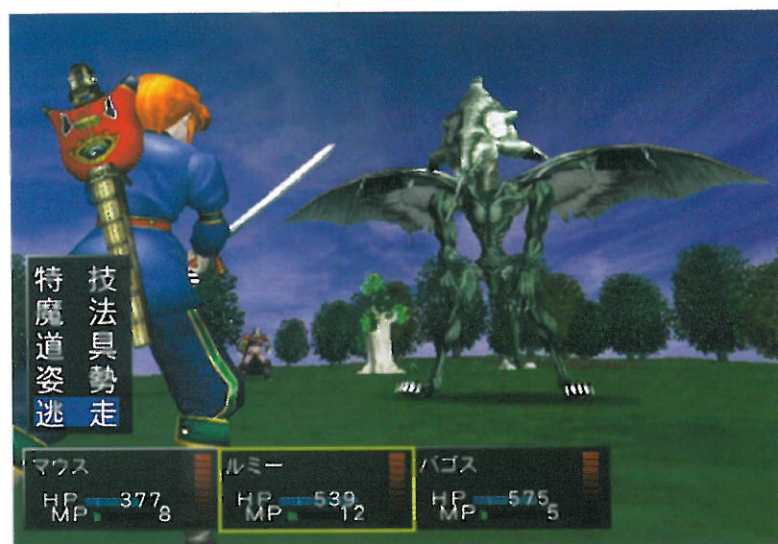 特 技
魔 法
道 具
姿 勢
逃 走
マウス
HP 377
MP 8
ルミー
HP 539
MP 12
バゴス
HP 575
MP 5